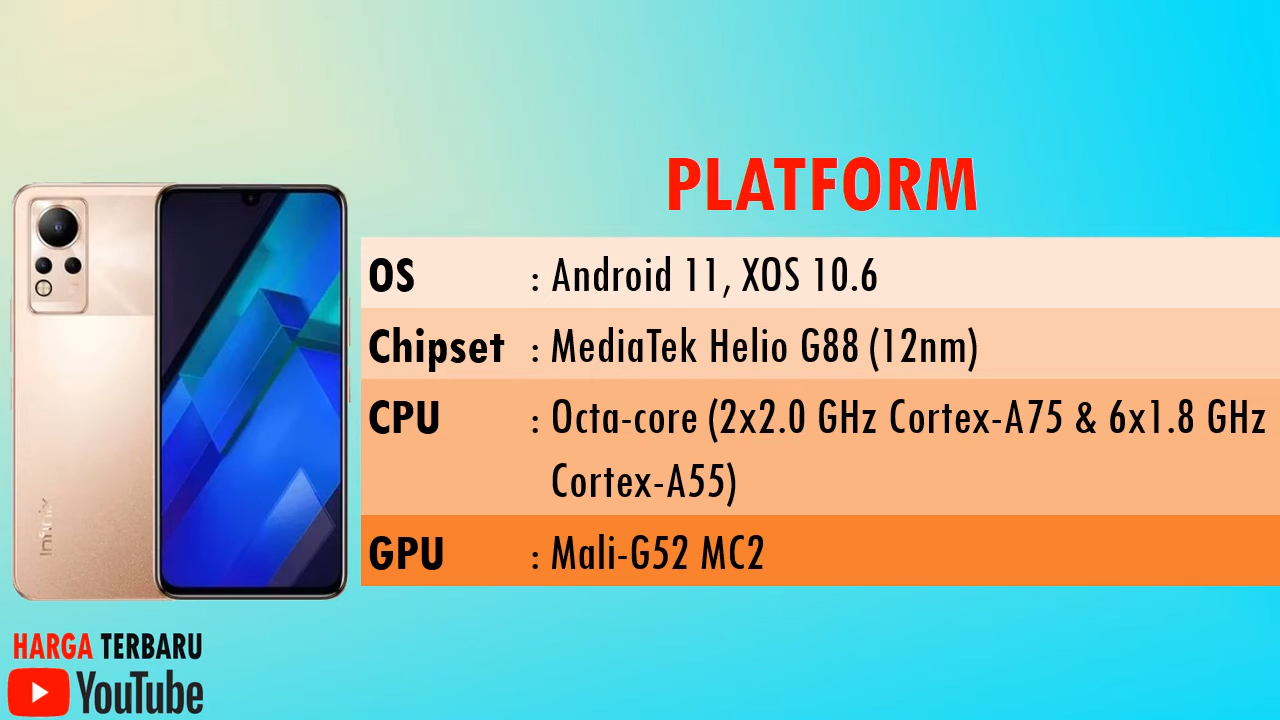 PLATFORM
OS : Android 11, XOS 10.6
Chipset : MediaTek Helio G88 (12nm)
CPU : Octa-core (2x2.0 GHz Cortex-A75 & 6x1.8 GHz
Cortex-A55)
GPU : Mali-G52 MC2
Infinix
HARGA TERBARU
YouTube